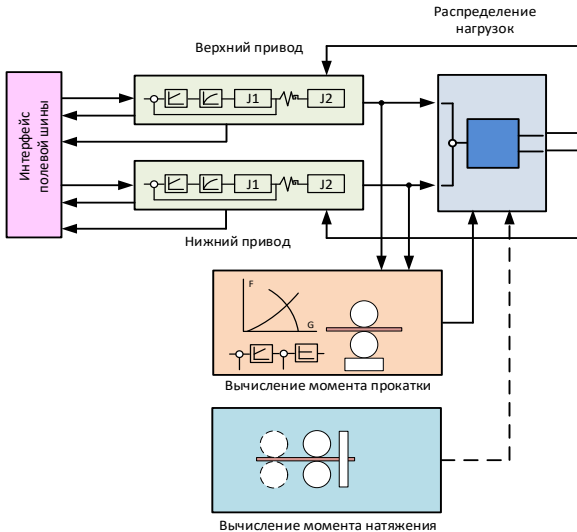 Распределение
нагрузок
Верхний привод
J1
J2
Интерфейс
полевой шины
J1
J2
Нижний привод
F
G
Вычисление момента прокатки
Вычисление момента натяжения